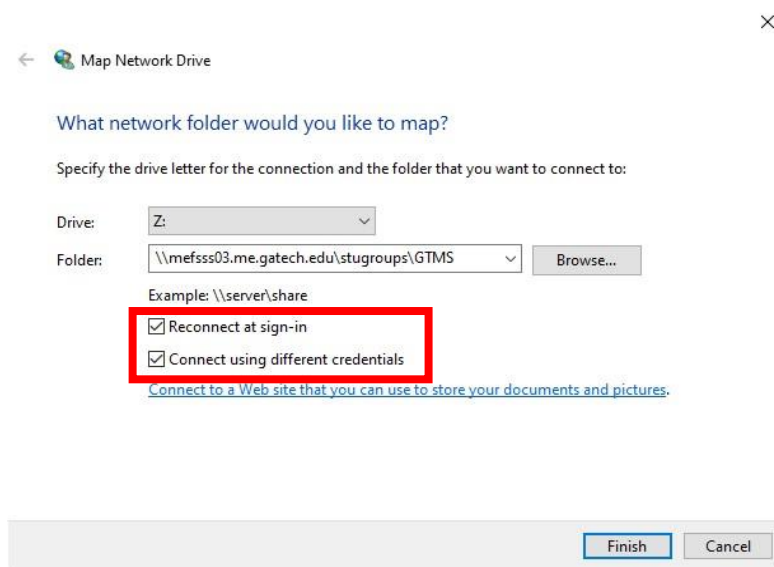 Map Network Drive
What network folder would you like to map?
Specify the drive letter for the connection and the folder that you want to connect to:
Drive: Z:
Folder: \\mefsss03.me.gatech.edu\stugroups\GTMS Browse...
Example: \\server\share
Reconnect at sign-in
Connect using different credentials
Connect to a Web site that you can use to store your documents and pictures.
Finish Cancel